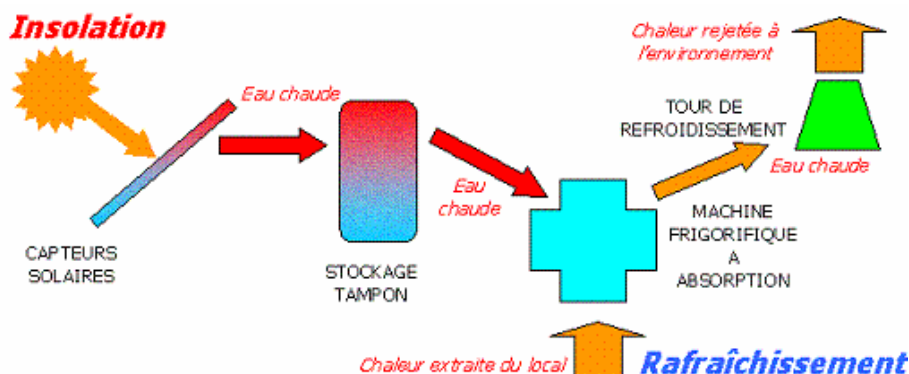 Insolation
Eau chaude
CAPTEURS
SOLAIRES
STOCKAGE
TAMPON
Eau
chaude
MACHINE
FRIGORIFIQUE
A
ABSORPTION
TOUR DE
REFROIDISSEMENT
Eau chaude
Chaleur rejetée à
l'environnement
Chaleur extraite du local
Rafraîchissement